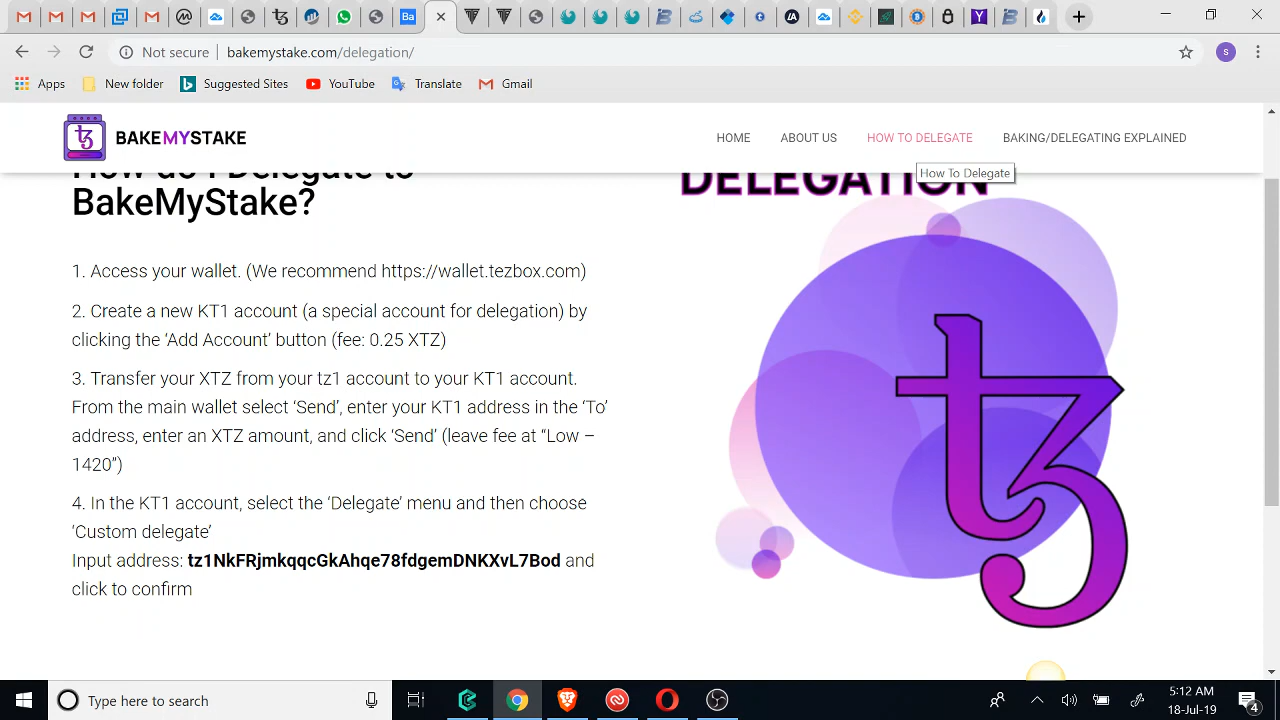 Ba
Not secure
bakemystake.com/delegation/
s
Apps
New folder
Suggested Sites
YouTube
Translate
Gmail
BAKEMYSTAKE
HOME
ABOUT US
HOW TO DELEGATE
BAKING/DELEGATING EXPLAINED
How To Delegate
How do I Delegate to
BakeMyStake?
DELEGATION
1. Access your wallet. (We recommend https://wallet.tezbox.com)
2. Create a new KT1 account (a special account for delegation) by
clicking the ‘Add Account’ button (fee: 0.25 XTZ)
3. Transfer your XTZ from your tz1 account to your KT1 account.
From the main wallet select ‘Send’, enter your KT1 address in the ‘To’
address, enter an XTZ amount, and click ‘Send’ (leave fee at “Low –
1420”)
4. In the KT1 account, select the ‘Delegate’ menu and then choose
‘Custom delegate’
Input address: tz1NkFRjmkqqcGkAhqe78fdgemDNKXvL7Bod and
click to confirm
Type here to search
5:12 AM
18-Jul-19
4